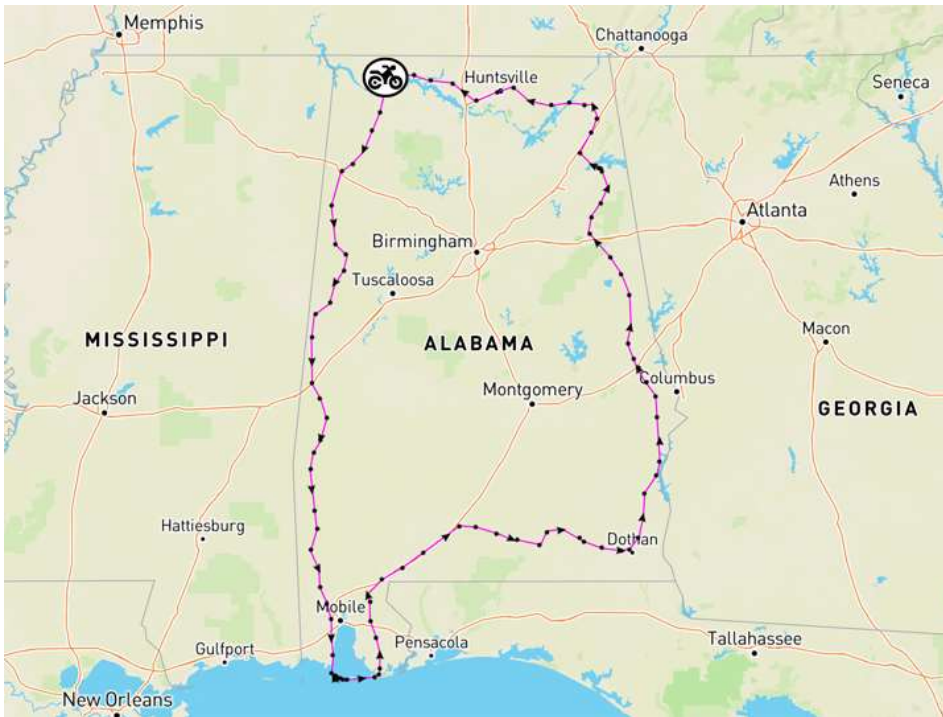 Memphis
Chattanooga
Huntsville
Seneca
Athens
Atlanta
Birmingham
Tuscaloosa
MISSISSIPPI
ALABAMA
Macon
Columbus
Jackson
Montgomery
GEORGIA
Hattiesburg
Dothan
Mobile
Gulfport
Pensacola
Tallahassee
New Orleans